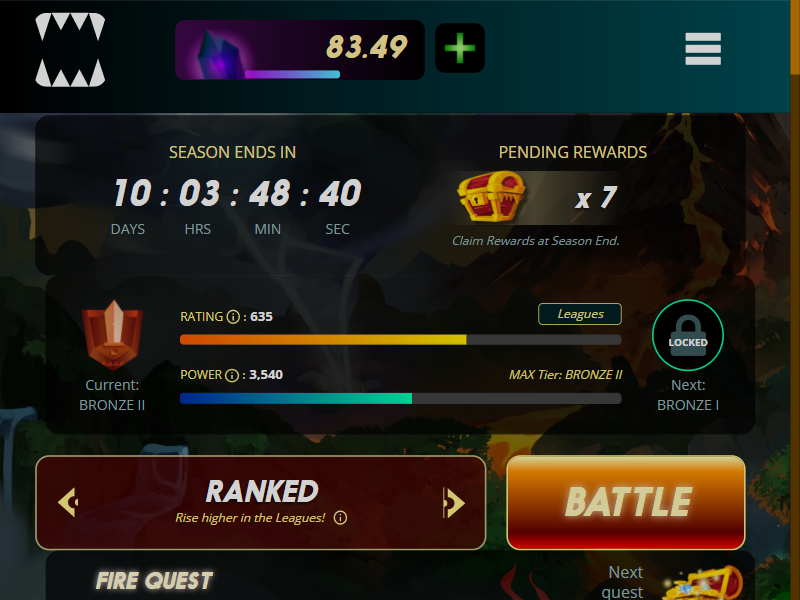 83.49
SEASON ENDS IN
10 : 03 : 48 : 40
DAYS HRS MIN SEC
PENDING REWARDS
x 7
Claim Rewards at Season End.
Current:
BRONZE II
RATING i : 635
Leagues
POWER i : 3,540
MAX Tier: BRONZE II
LOCKED
Next:
BRONZE I
RANKED
Rise higher in the Leagues! i
BATTLE
FIRE QUEST
Next
quest